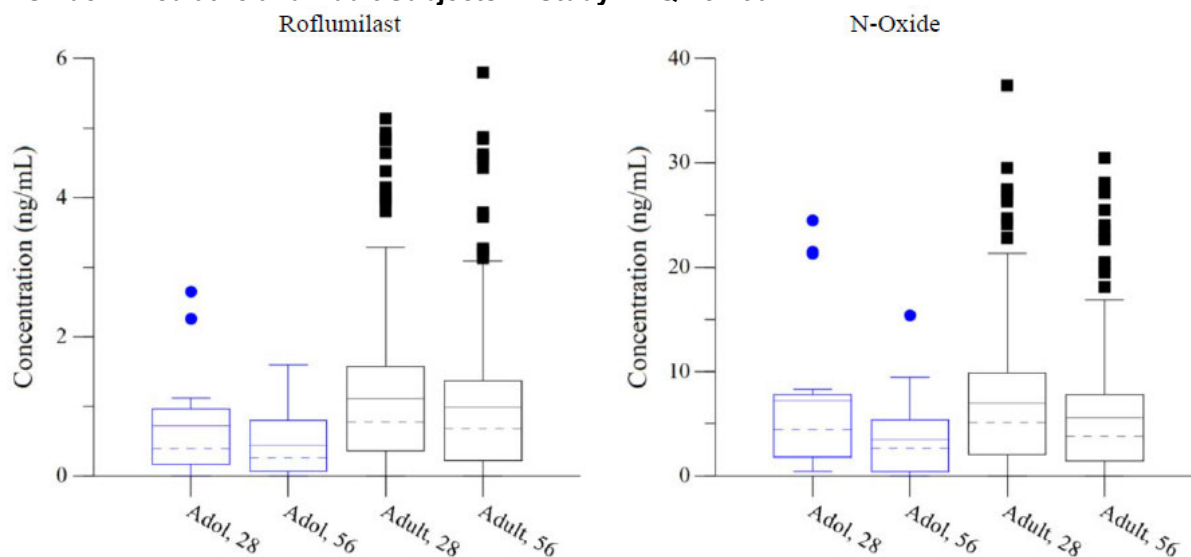 Roflumilast
N-Oxide
6
4
2
0
Concentration (ng/mL)
Adol, 28
Adol, 56
Adult, 28
Adult, 56
40
30
20
10
0
Concentration (ng/mL)
Adol, 28
Adol, 56
Adult, 28
Adult, 56